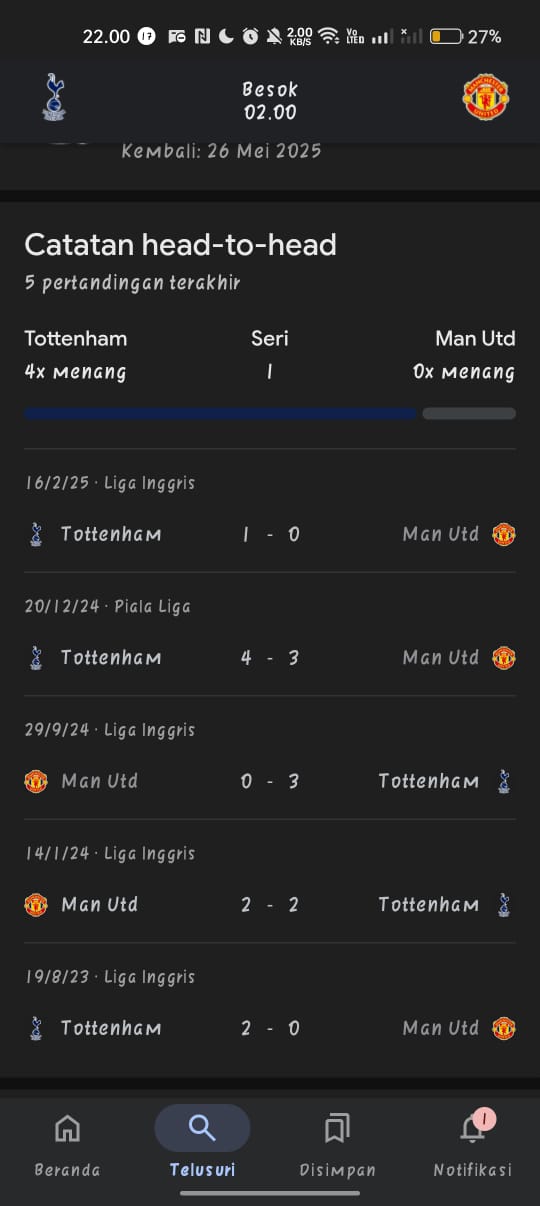 22.00 17 2.00 KB/S Vo LTED 27%
Besok
02.00
Kembali: 26 Mei 2025
Catatan head-to-head
5 pertandingan terakhir
Tottenham Seri Man Utd
4x menang 1 0x menang
16/2/25 · Liga Inggris
Tottenham 1 - 0 Man Utd
20/12/24 · Piala Liga
Tottenham 4 - 3 Man Utd
29/9/24 · Liga Inggris
Man Utd 0 - 3 Tottenham
14/1/24 · Liga Inggris
Man Utd 2 - 2 Tottenham
19/8/23 · Liga Inggris
Tottenham 2 - 0 Man Utd
1
Beranda Telusuri Disimpan Notifikasi